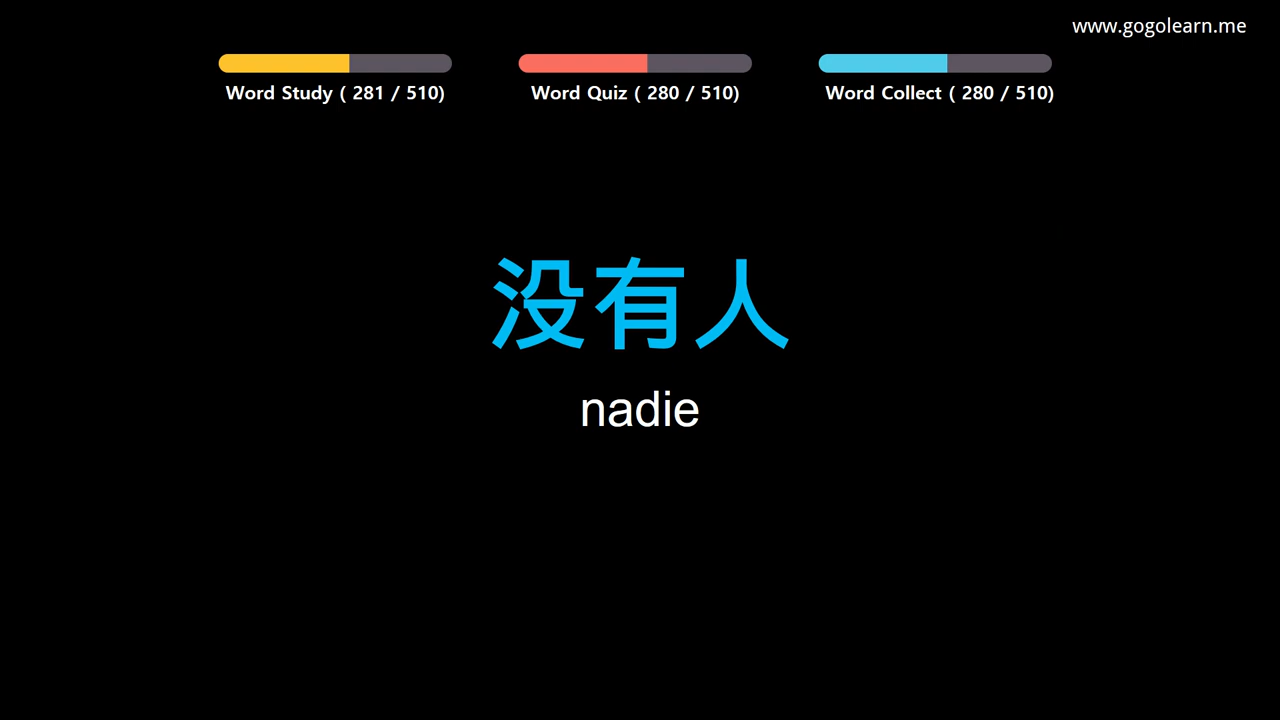 www.gogolearn.me
Word Study ( 281 / 510)
Word Quiz ( 280 / 510)
Word Collect ( 280 / 510)
没有人
nadie